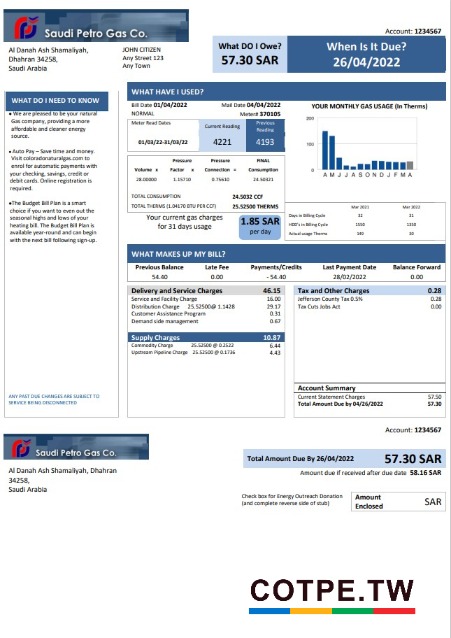 Saudi Petro Gas Co.
Al Danah Ash Shamaliyah,
Dhahran 34258,
Saudi Arabia
JOHN CITIZEN
Any Street 123
Any Town
Account: 1234567
What DO I Owe?
57.30 SAR
When Is It Due?
26/04/2022
WHAT DO I NEED TO KNOW
● We are pleased to be your natural
Gas company, providing a more
affordable and cleaner energy
source.
• Auto Pay – Save time and money.
Visit coloradonaturalgas.com to
enrol for automatic payments with
your checking, savings, credit or
debit cards. Online registration is
required.
●The Budget Bill Plan is a smart
choice if you want to even out the
seasonal highs and lows of your
heating bill. The Budget Bill Plan is
available year-round and can begin
with the next bill following sign-up.
ANY PAST DUE CHANGES ARE SUBJECT TO
SERVICE BEING DISCONNECTED
WHAT HAVE I USED?
Bill Date 01/04/2022
Mail Date 04/04/2022
NORMAL
Meter# 370105
Meter Read Dates
Current Reading
Previous
Reading
01/03/22-31/03/22
4221
4193
Pressure
Pressure
FINAL
Volume x
Factor x
Connection =
Consumption
28.00000
1.15710
0.75630
24.50321
TOTAL CONSUMPTION
24.5032 CCF
TOTAL THERMS (1.04170 BTU PER CCF)
25.52500 THERMS
Your current gas charges
for 31 days usage
1.85 SAR
per day
YOUR MONTHLY GAS USAGE (In Therms)
200
150
100
50
0
A M J J A S O N D J F M A
Mar 2021
Mar 2022
Days in Billing Cycle
32
31
HDD's in Billing Cycle
1550
1350
Actual usage Therms
WHAT MAKES UP MY BILL?
Previous Balance
Late Fee
Payments/Credits
Last Payment Date
Balance Forward
54.40
0.00
- 54.40
28/02/2022
0.00
Delivery and Service Charges
46.15
Service and Facility Charge
16.00
Distribution Charge 25.52500@ 1.1428
29.17
Customer Assistance Program
0.31
Demand side management
0.67
Supply Charges
10.87
Commodity Charge 25.52500 @ 0.2522
6.44
Upstream Pipeline Charge 25.52500 @ 0.1736
4.43
Tax and Other Charges
0.28
Jefferson County Tax 0.5%
0.28
Tax Cuts Jobs Act
0.00
Account Summary
Current Statement Charges
57.50
Total Amount Due by 04/26/2022
57.30
Account: 1234567
Saudi Petro Gas Co.
Al Danah Ash Shamaliyah, Dhahran
34258,
Saudi Arabia
Total Amount Due By 26/04/2022
57.30 SAR
Amount due if received after due date 58.16 SAR
Check box for Energy Outreach Donation
(and complete reverse side of stub)
Amount
Enclosed
SAR
COTPE.TW